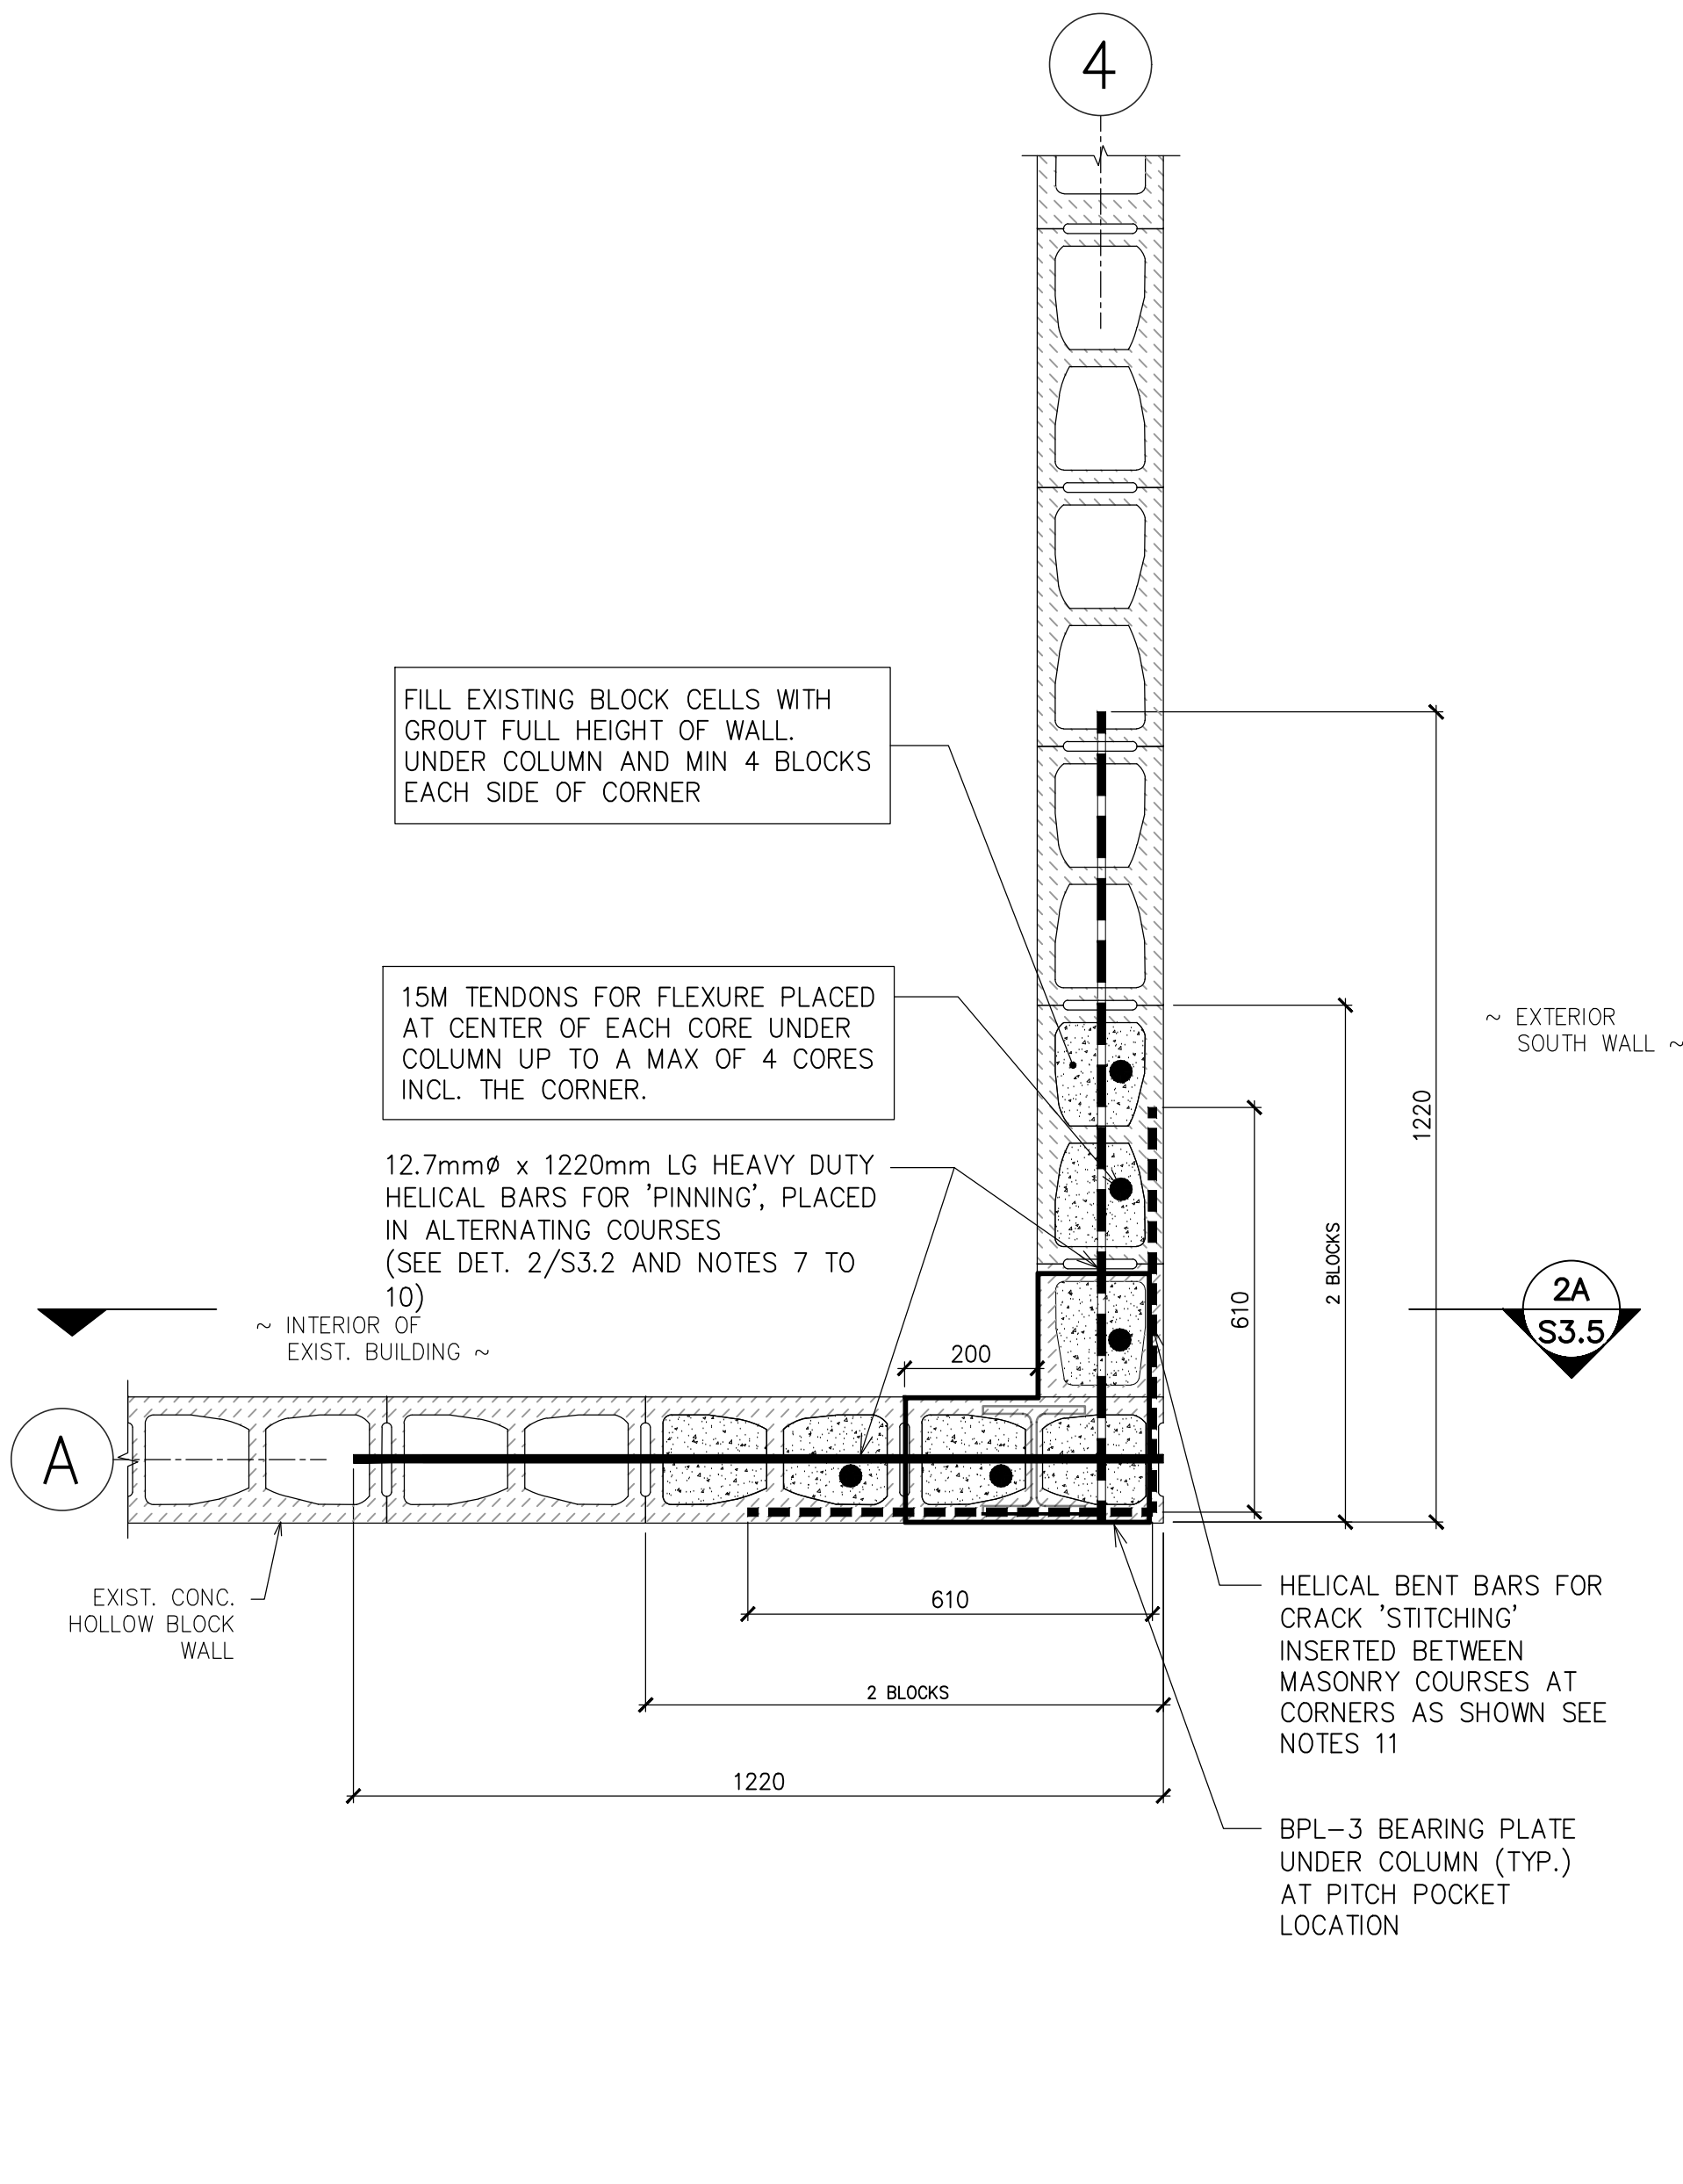 4
FILL EXISTING BLOCK CELLS WITH
GROUT FULL HEIGHT OF WALL.
UNDER COLUMN AND MIN 4 BLOCKS
EACH SIDE OF CORNER
15M TENDONS FOR FLEXURE PLACED
AT CENTER OF EACH CORE UNDER
COLUMN UP TO A MAX OF 4 CORES
INCL. THE CORNER.
~ EXTERIOR
SOUTH WALL ~
1220
12.7mmø x 1220mm LG HEAVY DUTY
HELICAL BARS FOR 'PINNING', PLACED
IN ALTERNATING COURSES
(SEE DET. 2/S3.2 AND NOTES 7 TO
10)
2 BLOCKS
610
2A
S3.5
~ INTERIOR OF
EXIST. BUILDING ~
200
A
EXIST. CONC.
HOLLOW BLOCK
WALL
610
2 BLOCKS
1220
HELICAL BENT BARS FOR
CRACK 'STITCHING'
INSERTED BETWEEN
MASONRY COURSES AT
CORNERS AS SHOWN SEE
NOTES 11
BPL-3 BEARING PLATE
UNDER COLUMN (TYP.)
AT PITCH POCKET
LOCATION